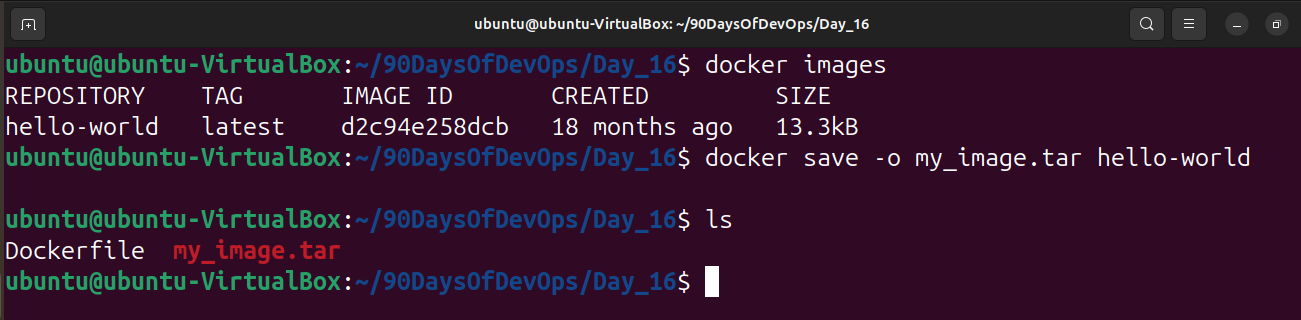 ubuntu@ubuntu-VirtualBox: ~/90DaysOfDevOps/Day_16
ubuntu@ubuntu-VirtualBox:~/90DaysOfDevOps/Day_16$ docker images
REPOSITORY    TAG       IMAGE ID       CREATED         SIZE
hello-world   latest    d2c94e258dcb   18 months ago   13.3kB
ubuntu@ubuntu-VirtualBox:~/90DaysOfDevOps/Day_16$ docker save -o my_image.tar hello-world
ubuntu@ubuntu-VirtualBox:~/90DaysOfDevOps/Day_16$ ls
Dockerfile  my_image.tar
ubuntu@ubuntu-VirtualBox:~/90DaysOfDevOps/Day_16$